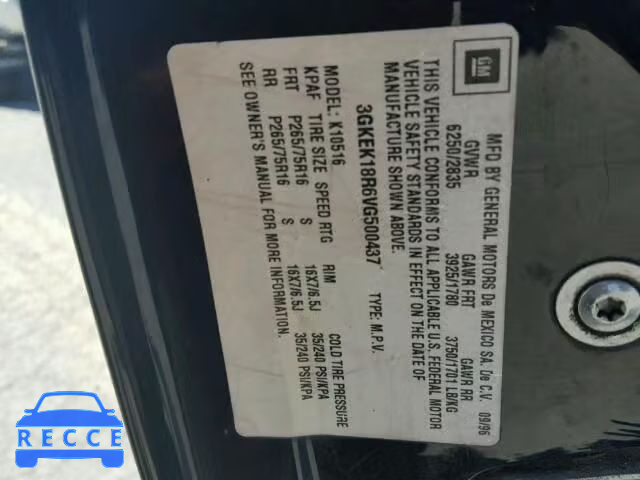 GM
MFD BY GENERAL MOTORS De MEXICO SA. De C.V. 09/96
GVWR GAWR FRT GAWR RR
6250/2835 3925/1780 3750/1701 LB/KG
THIS VEHICLE CONFORMS TO ALL APPLICABLE U.S. FEDERAL MOTOR
VEHICLE SAFETY STANDARDS IN EFFECT ON THE DATE OF
MANUFACTURE SHOWN ABOVE.
3GKEK18R6VG500437 TYPE: M.P.V.
MODEL: K10516
KPAF TIRE SIZE SPEED RTG RIM COLD TIRE PRESSURE
FRT P265/75R16 S 16X7/6.5J 35/240 PSI/KPA
RR P265/75R16 S 16X7/6.5J 35/240 PSI/KPA
SEE OWNER'S MANUAL FOR MORE INFORMATION.
RECCE